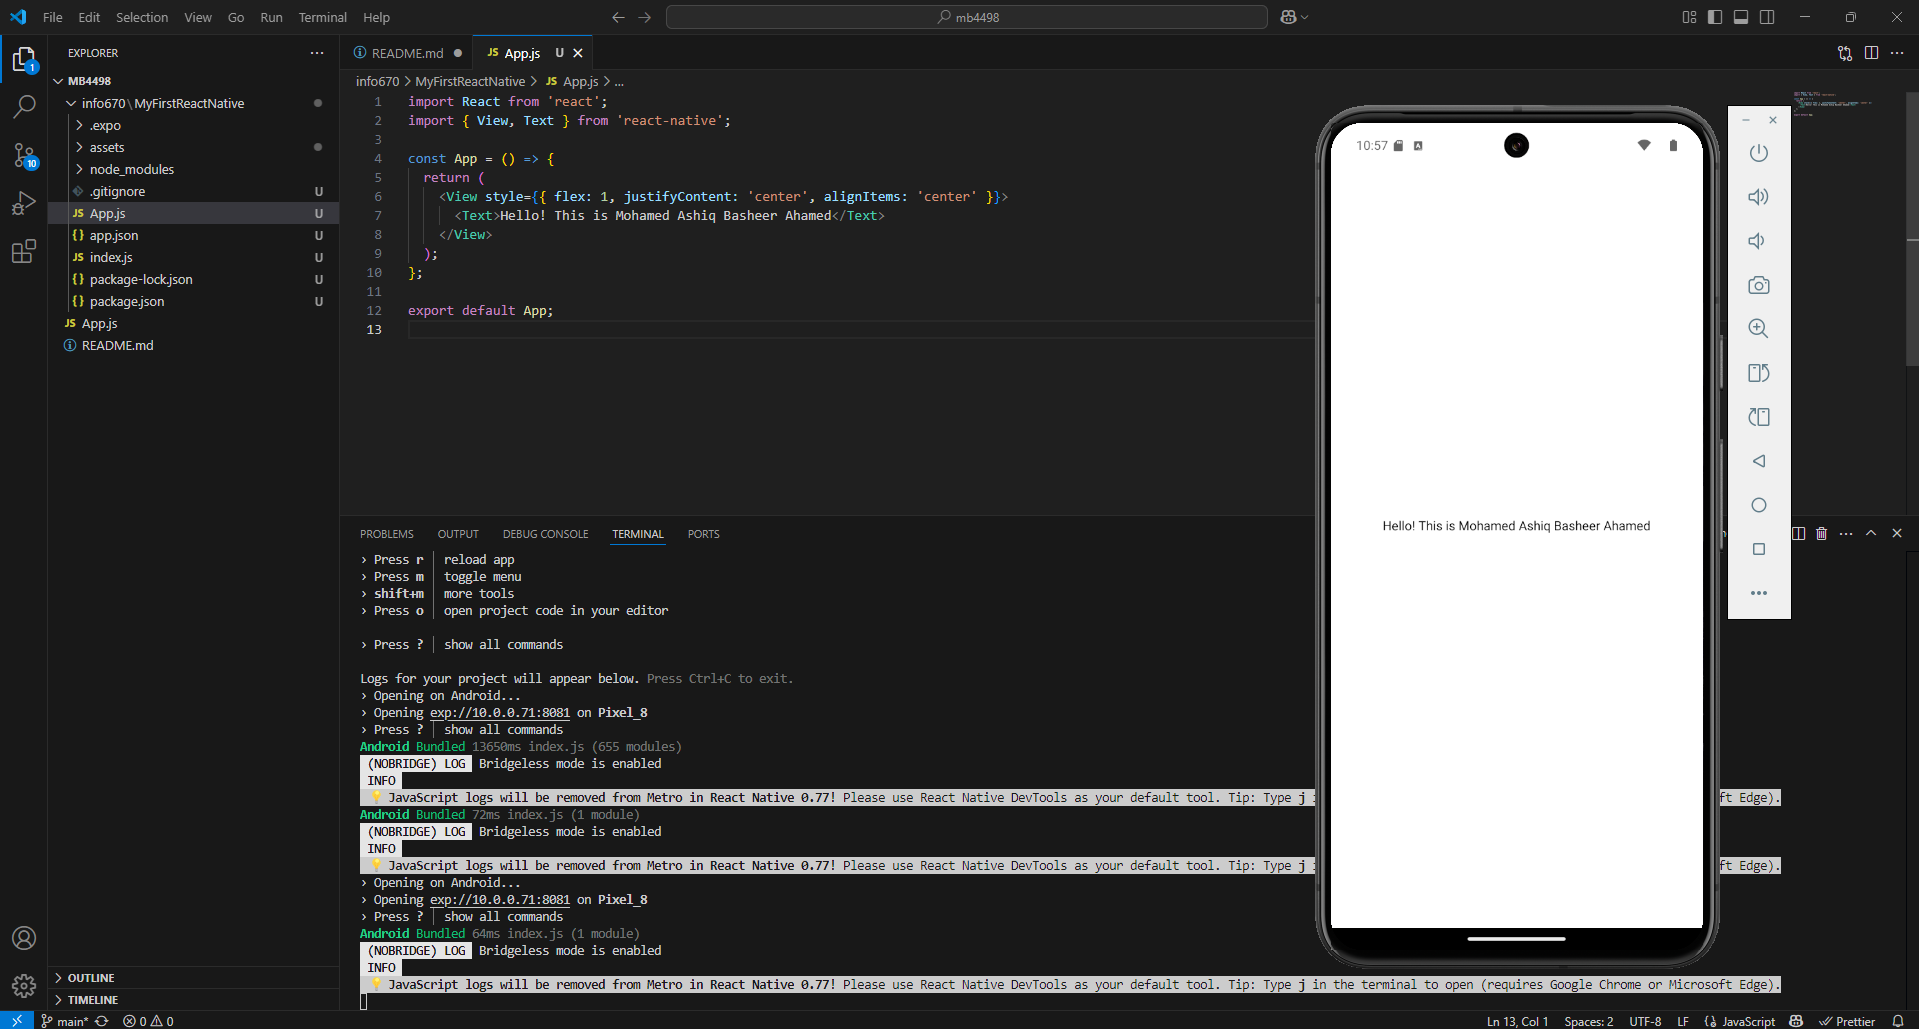 File Edit Selection View Go Run Terminal Help
mb4498
EXPLORER
MB4498
info670\MyFirstReactNative
.expo
assets
node_modules
.gitignore U
JS App.js U
{} app.json U
JS index.js U
{} package-lock.json U
{} package.json U
JS App.js
README.md
OUTLINE
TIMELINE
1
10
README.md
JS App.js U
info670 > MyFirstReactNative > JS App.js > ...
1 import React from 'react';
2 import { View, Text } from 'react-native';
3
4 const App = () => {
5 return (
6 <View style={{ flex: 1, justifyContent: 'center', alignItems: 'center' }}>
7 <Text>Hello! This is Mohamed Ashiq Basheer Ahamed</Text>
8 </View>
9 );
10 };
11
12 export default App;
13
PROBLEMS OUTPUT DEBUG CONSOLE TERMINAL PORTS
› Press r │ reload app
› Press m │ toggle menu
› shift+m │ more tools
› Press o │ open project code in your editor
› Press ? │ show all commands
Logs for your project will appear below. Press Ctrl+C to exit.
› Opening on Android...
› Opening exp://10.0.0.71:8081 on Pixel_8
› Press ? │ show all commands
Android Bundled 13650ms index.js (655 modules)
(NOBRIDGE) LOG Bridgeless mode is enabled
INFO
💡 JavaScript logs will be removed from Metro in React Native 0.77! Please use React Native DevTools as your default tool. Tip: Type j i ft Edge).
Android Bundled 72ms index.js (1 module)
(NOBRIDGE) LOG Bridgeless mode is enabled
INFO
💡 JavaScript logs will be removed from Metro in React Native 0.77! Please use React Native DevTools as your default tool. Tip: Type j i ft Edge).
› Opening on Android...
› Opening exp://10.0.0.71:8081 on Pixel_8
› Press ? │ show all commands
Android Bundled 64ms index.js (1 module)
(NOBRIDGE) LOG Bridgeless mode is enabled
INFO
💡 JavaScript logs will be removed from Metro in React Native 0.77! Please use React Native DevTools as your default tool. Tip: Type j in the terminal to open (requires Google Chrome or Microsoft Edge).
10:57
Hello! This is Mohamed Ashiq Basheer Ahamed
main* 0 0
Ln 13, Col 1 Spaces: 2 UTF-8 LF {} JavaScript Prettier